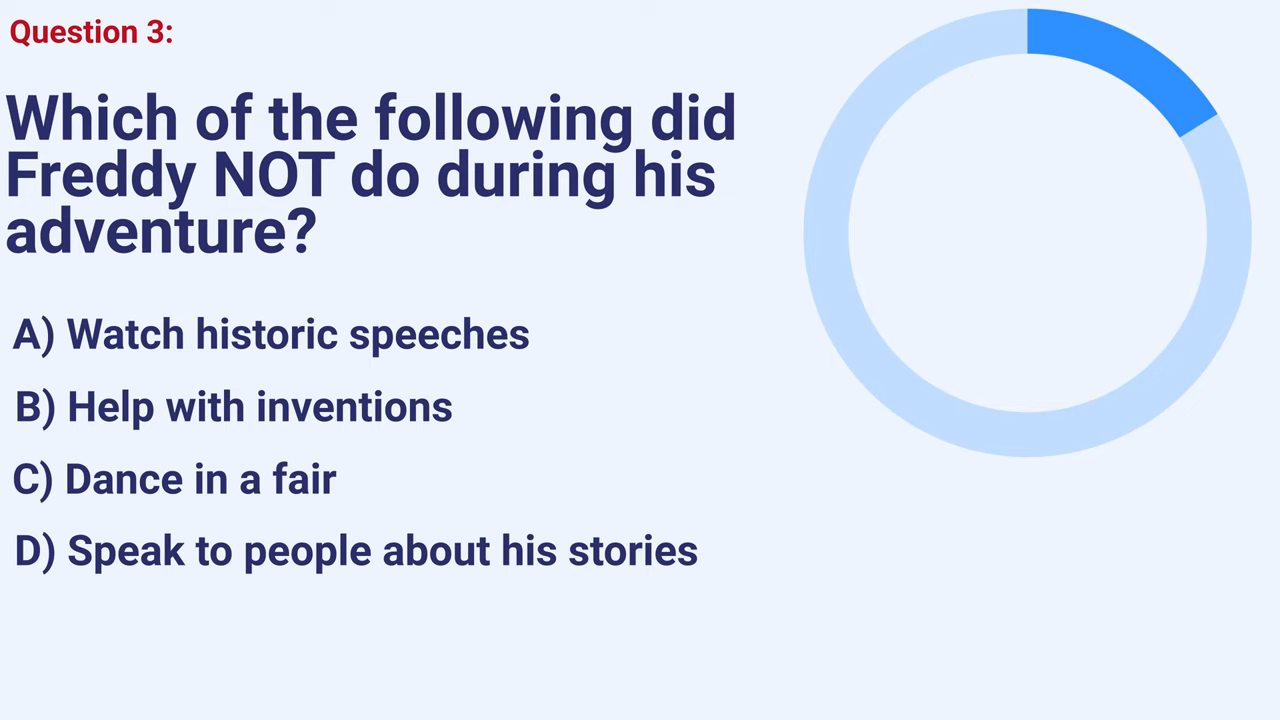 Question 3:
Which of the following did
Freddy NOT do during his
adventure?
A) Watch historic speeches
B) Help with inventions
C) Dance in a fair
D) Speak to people about his stories